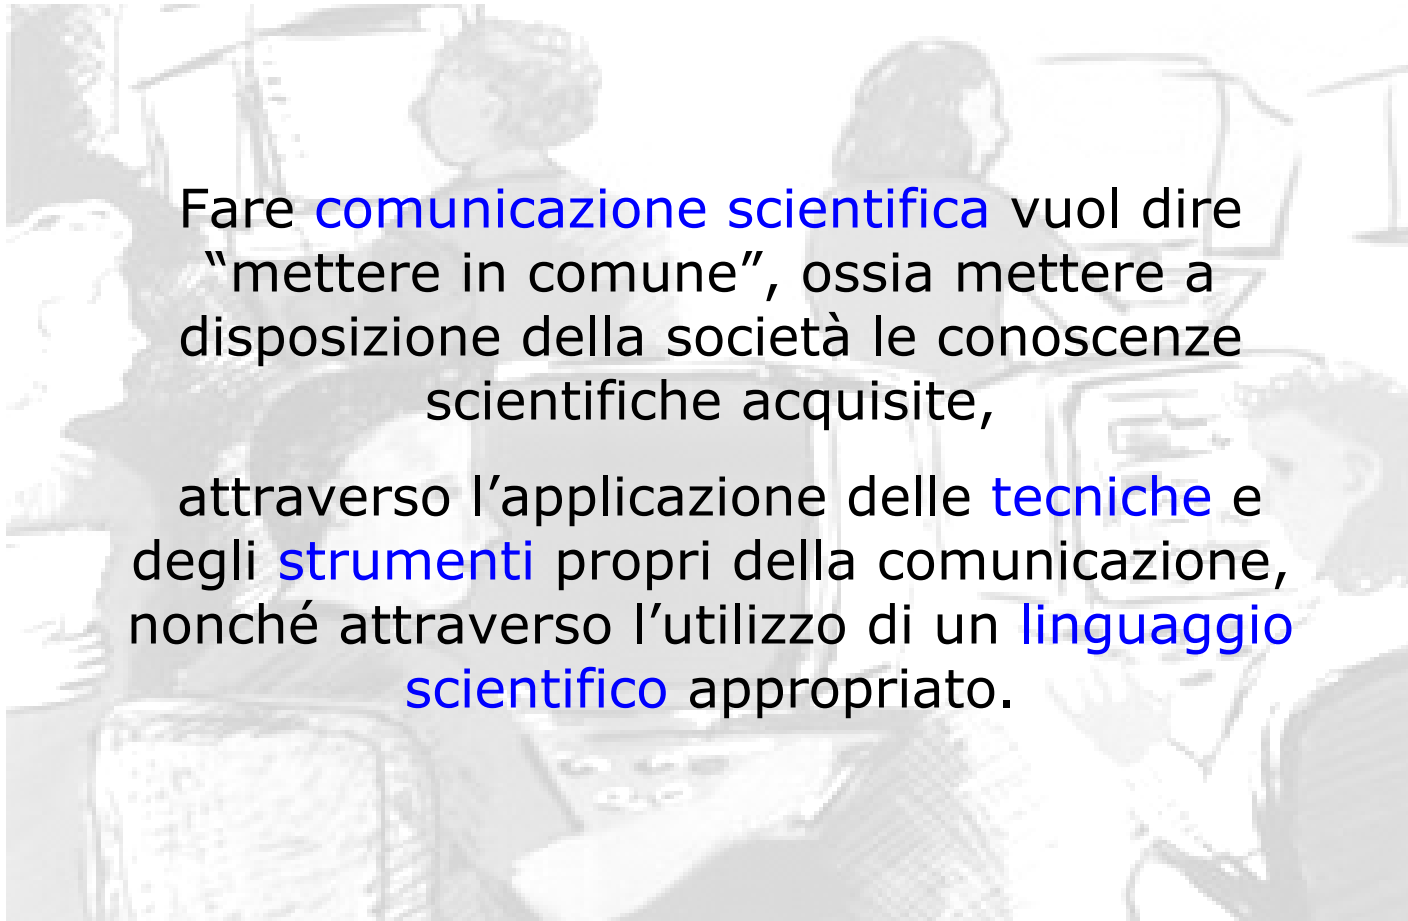 Fare comunicazione scientifica vuol dire
“mettere in comune”, ossia mettere a
disposizione della società le conoscenze
scientifiche acquisite,
attraverso l’applicazione delle tecniche e
degli strumenti propri della comunicazione,
nonché attraverso l’utilizzo di un linguaggio
scientifico appropriato.